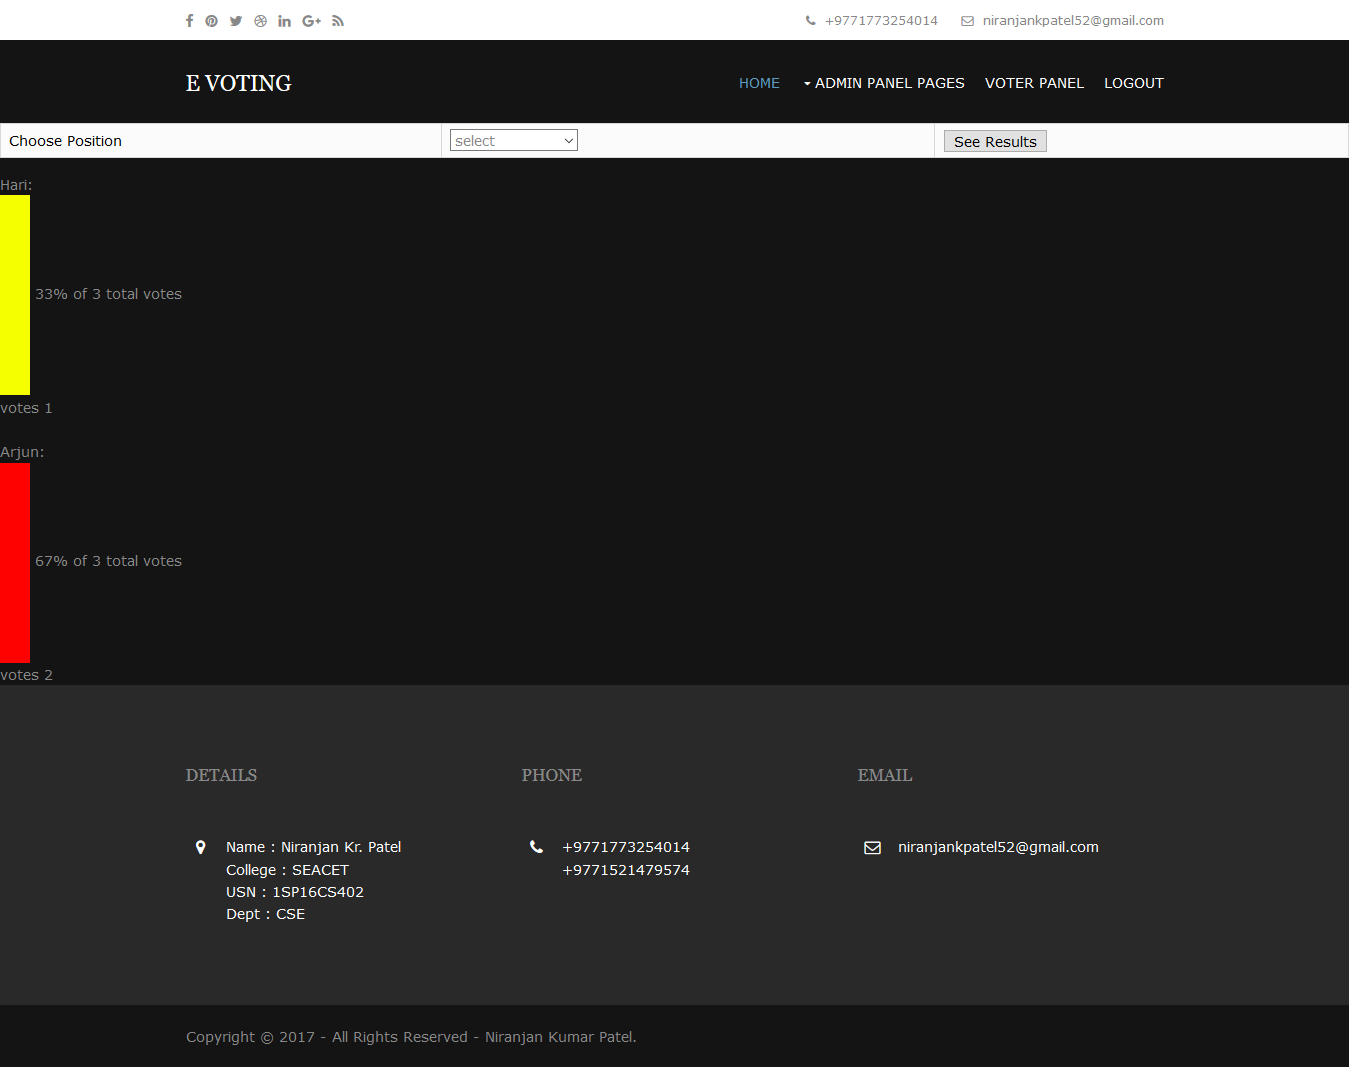 +9771773254014 niranjankpatel52@gmail.com
E VOTING HOME ADMIN PANEL PAGES VOTER PANEL LOGOUT
Choose Position select See Results
Hari:
33% of 3 total votes
votes 1
Arjun:
67% of 3 total votes
votes 2
DETAILS PHONE EMAIL
Name : Niranjan Kr. Patel +9771773254014 niranjankpatel52@gmail.com
College : SEACET +9771521479574
USN : 1SP16CS402
Dept : CSE
Copyright © 2017 - All Rights Reserved - Niranjan Kumar Patel.